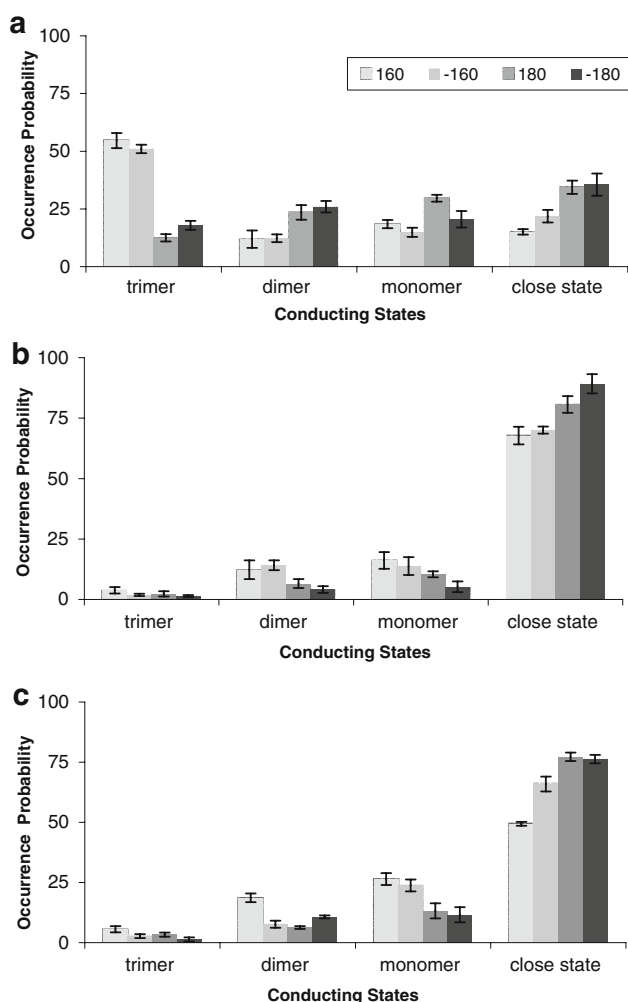 a
100
75
50
25
0
Occurrence Probability
160 -160 180 -180
trimer dimer monomer close state
Conducting States
b
100
75
50
25
0
Occurrence Probability
trimer dimer monomer close state
Conducting States
c
100
75
50
25
0
Occurrence Probability
trimer dimer monomer close state
Conducting States